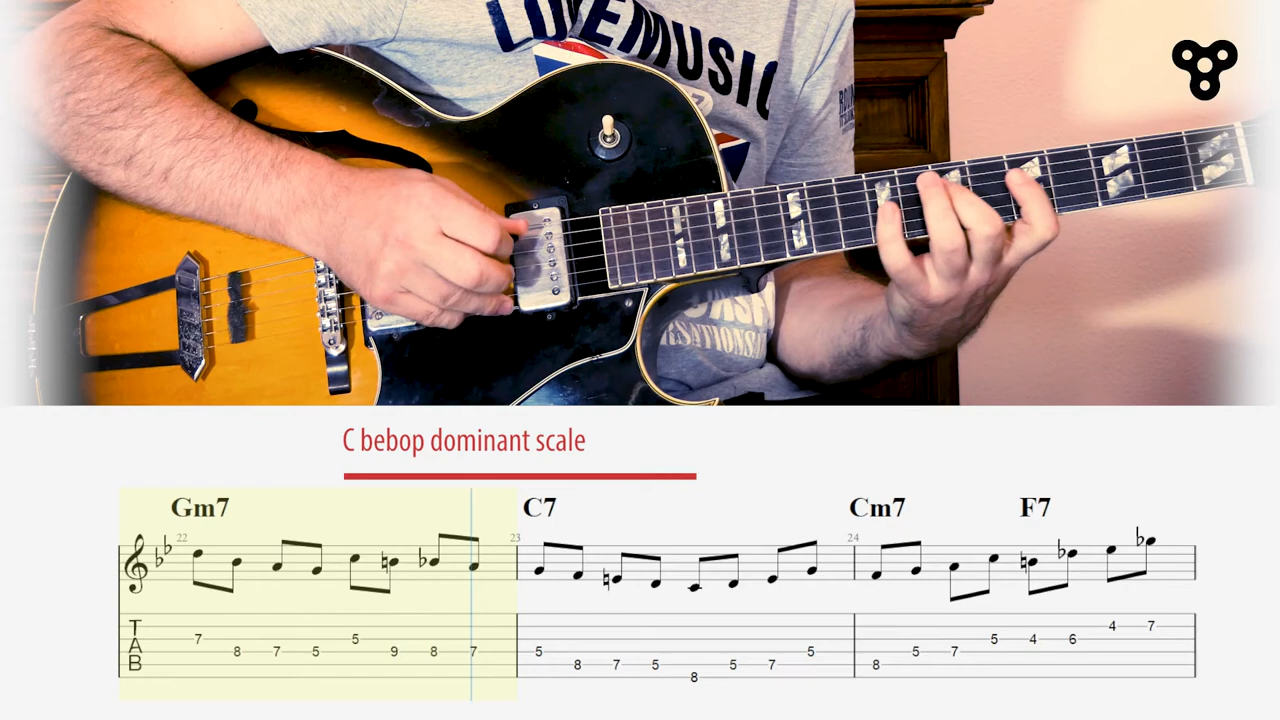 LOVEMUSIC
C bebop dominant scale
Gm7 C7 Cm7 F7
22 23 24
T
A
B
4 7
7 5 5 4 6
8 7 5 9 8 7 5 5 5 7
8 7 5 5 7 8
8